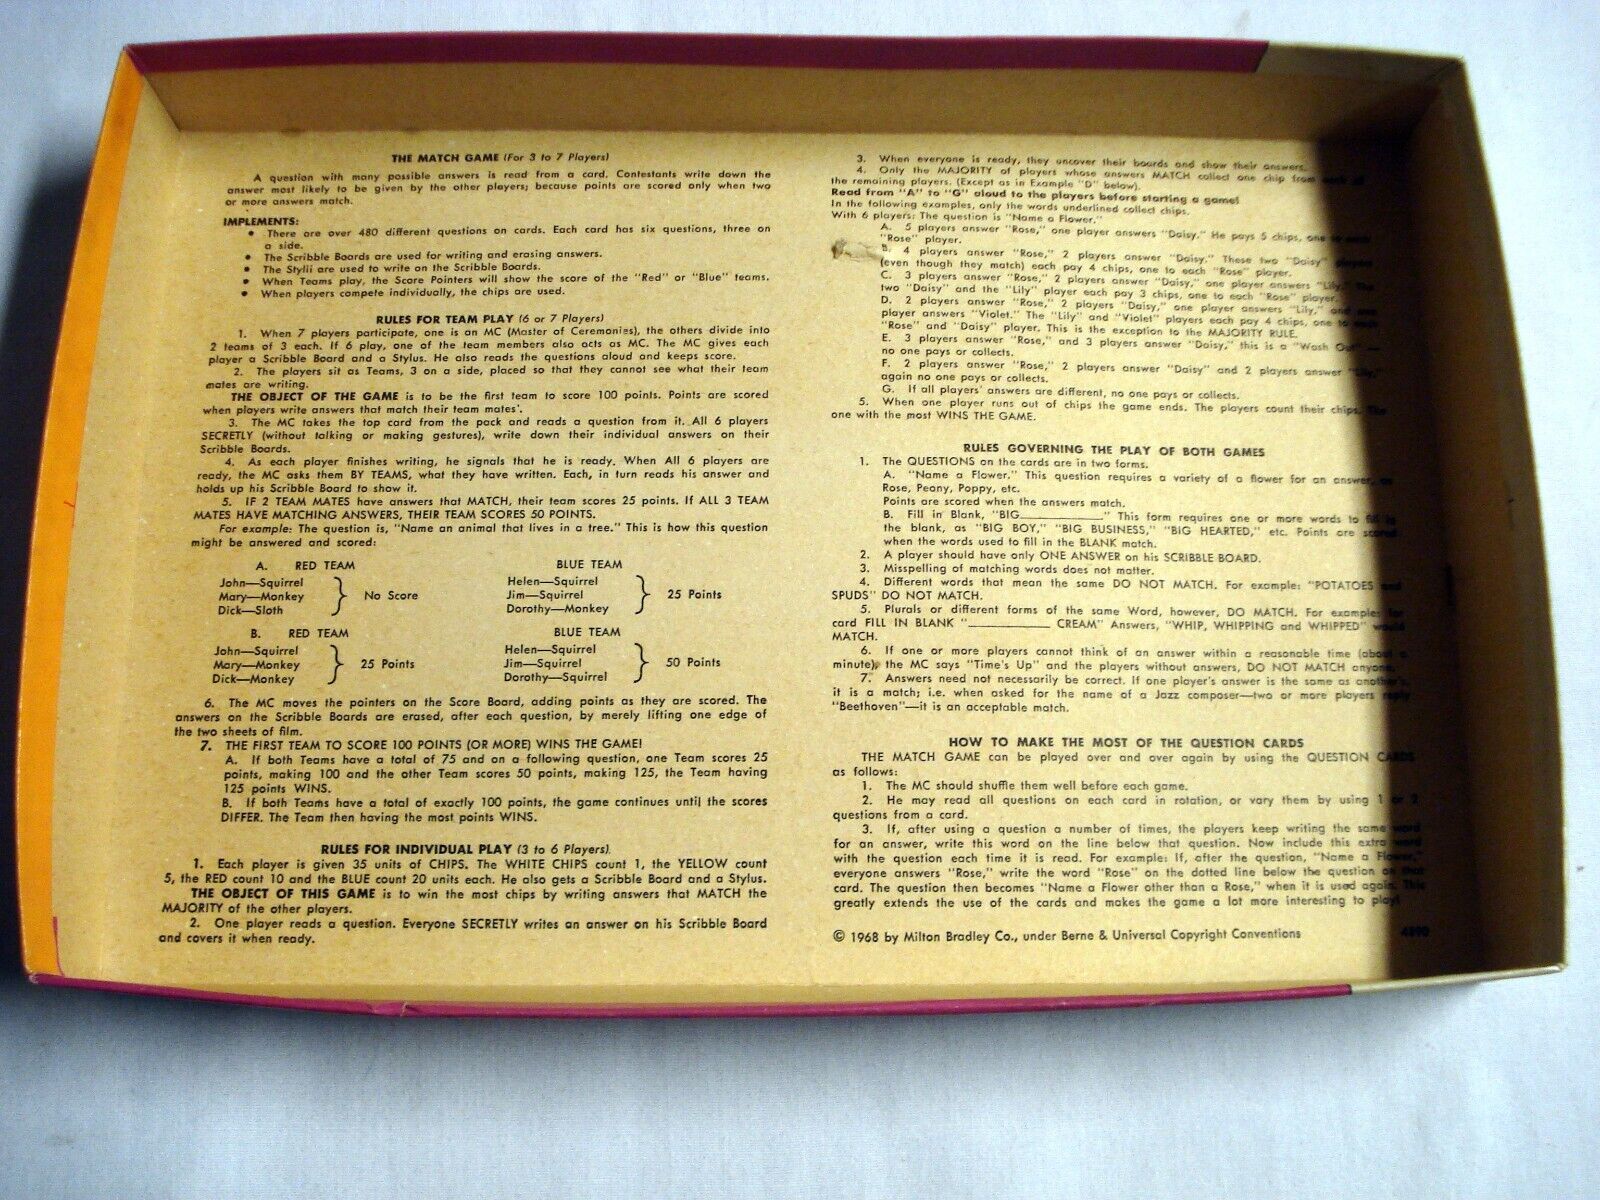 THE MATCH GAME (For 3 to 7 Players)
A question with many possible answers is read from a card. Contestants write down the
answer most likely to be given by the other players; because points are scored only when two
or more answers match.
IMPLEMENTS:
• There are over 480 different questions on cards. Each card has six questions, three on
a side.
• The Scribble Boards are used for writing and erasing answers.
• The Stylii are used to write on the Scribble Boards.
• When Teams play, the Score Pointers will show the score of the "Red" or "Blue" teams.
• When players compete individually, the chips are used.
RULES FOR TEAM PLAY (6 or 7 Players)
1. When 7 players participate, one is an MC (Master of Ceremonies), the others divide into
2 teams of 3 each. If 6 play, one of the team members also acts as MC. The MC gives each
player a Scribble Board and a Stylus. He also reads the questions aloud and keeps score.
2. The players sit as Teams, 3 on a side, placed so that they cannot see what their team
mates are writing.
THE OBJECT OF THE GAME is to be the first team to score 100 points. Points are scored
when players write answers that match their team mates'.
3. The MC takes the top card from the pack and reads a question from it. All 6 players
SECRETLY (without talking or making gestures), write down their individual answers on their
Scribble Boards.
4. As each player finishes writing, he signals that he is ready. When All 6 players are
ready, the MC asks them BY TEAMS, what they have written. Each, in turn reads his answer and
holds up his Scribble Board to show it.
5. IF 2 TEAM MATES have answers that MATCH, their team scores 25 points. If ALL 3 TEAM
MATES HAVE MATCHING ANSWERS, THEIR TEAM SCORES 50 POINTS.
For example: The question is, "Name an animal that lives in a tree." This is how this question
might be answered and scored:
A. RED TEAM BLUE TEAM
John—Squirrel Helen—Squirrel
Mary—Monkey No Score Jim—Squirrel 25 Points
Dick—Sloth Dorothy—Monkey
B. RED TEAM BLUE TEAM
John—Squirrel Helen—Squirrel
Mary—Monkey 25 Points Jim—Squirrel 50 Points
Dick—Monkey Dorothy—Squirrel
6. The MC moves the pointers on the Score Board, adding points as they are scored. The
answers on the Scribble Boards are erased, after each question, by merely lifting one edge of
the two sheets of film.
7. THE FIRST TEAM TO SCORE 100 POINTS (OR MORE) WINS THE GAME!
A. If both Teams have a total of 75 and on a following question, one Team scores 25
points, making 100 and the other Team scores 50 points, making 125, the Team having
125 points WINS.
B. If both Teams have a total of exactly 100 points, the game continues until the scores
DIFFER. The Team then having the most points WINS.
RULES FOR INDIVIDUAL PLAY (3 to 6 Players).
1. Each player is given 35 units of CHIPS. The WHITE CHIPS count 1, the YELLOW count
5, the RED count 10 and the BLUE count 20 units each. He also gets a Scribble Board and a Stylus.
THE OBJECT OF THIS GAME is to win the most chips by writing answers that MATCH the
MAJORITY of the other players.
2. One player reads a question. Everyone SECRETLY writes an answer on his Scribble Board
and covers it when ready.
3. When everyone is ready, they uncover their boards and show their answers.
4. Only the MAJORITY of players whose answers MATCH collect one chip from each of
the remaining players. (Except as in Example "D" below).
Read from "A" to "G" aloud to the players before starting a game!
In the following examples, only the words underlined collect chips.
With 6 players: The question is "Name a Flower."
A. 5 players answer "Rose," one player answers "Daisy." He pays 5 chips, one to each
"Rose" player.
B. 4 players answer "Rose," 2 players answer "Daisy." These two "Daisy" players
(even though they match) each pay 4 chips, one to each "Rose" player.
C. 3 players answer "Rose," 2 players answer "Daisy," one player answers "Lily." The
two "Daisy" and the "Lily" player each pay 3 chips, one to each "Rose" player.
D. 2 players answer "Rose," 2 players answer "Daisy," one player answers "Lily," and one
player answers "Violet." The "Lily" and "Violet" players each pay 4 chips, one to each
"Rose" and "Daisy" player. This is the exception to the MAJORITY RULE.
E. 3 players answer "Rose," and 3 players answer "Daisy," this is a "Wash Out"—
no one pays or collects.
F. 2 players answer "Rose," 2 players answer "Daisy" and 2 players answer "Lily,"
again no one pays or collects.
G. If all players' answers are different, no one pays or collects.
5. When one player runs out of chips the game ends. The players count their chips. The
one with the most WINS THE GAME.
RULES GOVERNING THE PLAY OF BOTH GAMES
1. The QUESTIONS on the cards are in two forms.
A. "Name a Flower." This question requires a variety of a flower for an answer, as
Rose, Peony, Poppy, etc.
Points are scored when the answers match.
B. Fill in Blank, "BIG__________." This form requires one or more words to fill in
the blank, as "BIG BOY," "BIG BUSINESS," "BIG HEARTED," etc. Points are scored
when the words used to fill in the BLANK match.
2. A player should have only ONE ANSWER on his SCRIBBLE BOARD.
3. Misspelling of matching words does not matter.
4. Different words that mean the same DO NOT MATCH. For example: "POTATOES and
SPUDS" DO NOT MATCH.
5. Plurals or different forms of the same Word, however, DO MATCH. For example: for
card FILL IN BLANK "__________ CREAM" Answers, "WHIP, WHIPPING and WHIPPED" would
MATCH.
6. If one or more players cannot think of an answer within a reasonable time (about a
minute), the MC says "Time's Up" and the players without answers, DO NOT MATCH anyone.
7. Answers need not necessarily be correct. If one player's answer is the same as another's,
it is a match; i.e. when asked for the name of a Jazz composer—two or more players reply
"Beethoven"—it is an acceptable match.
HOW TO MAKE THE MOST OF THE QUESTION CARDS
THE MATCH GAME can be played over and over again by using the QUESTION CARDS
as follows:
1. The MC should shuffle them well before each game.
2. He may read all questions on each card in rotation, or vary them by using 1 or 2
questions from a card.
3. If, after using a question a number of times, the players keep writing the same word
for an answer, write this word on the line below that question. Now include this extra word
with the question each time it is read. For example: If, after the question, "Name a Flower,"
everyone answers "Rose," write the word "Rose" on the dotted line below the question on that
card. The question then becomes "Name a Flower other than a Rose," when it is used again. This
greatly extends the use of the cards and makes the game a lot more interesting to play!
© 1968 by Milton Bradley Co., under Berne & Universal Copyright Conventions 4890